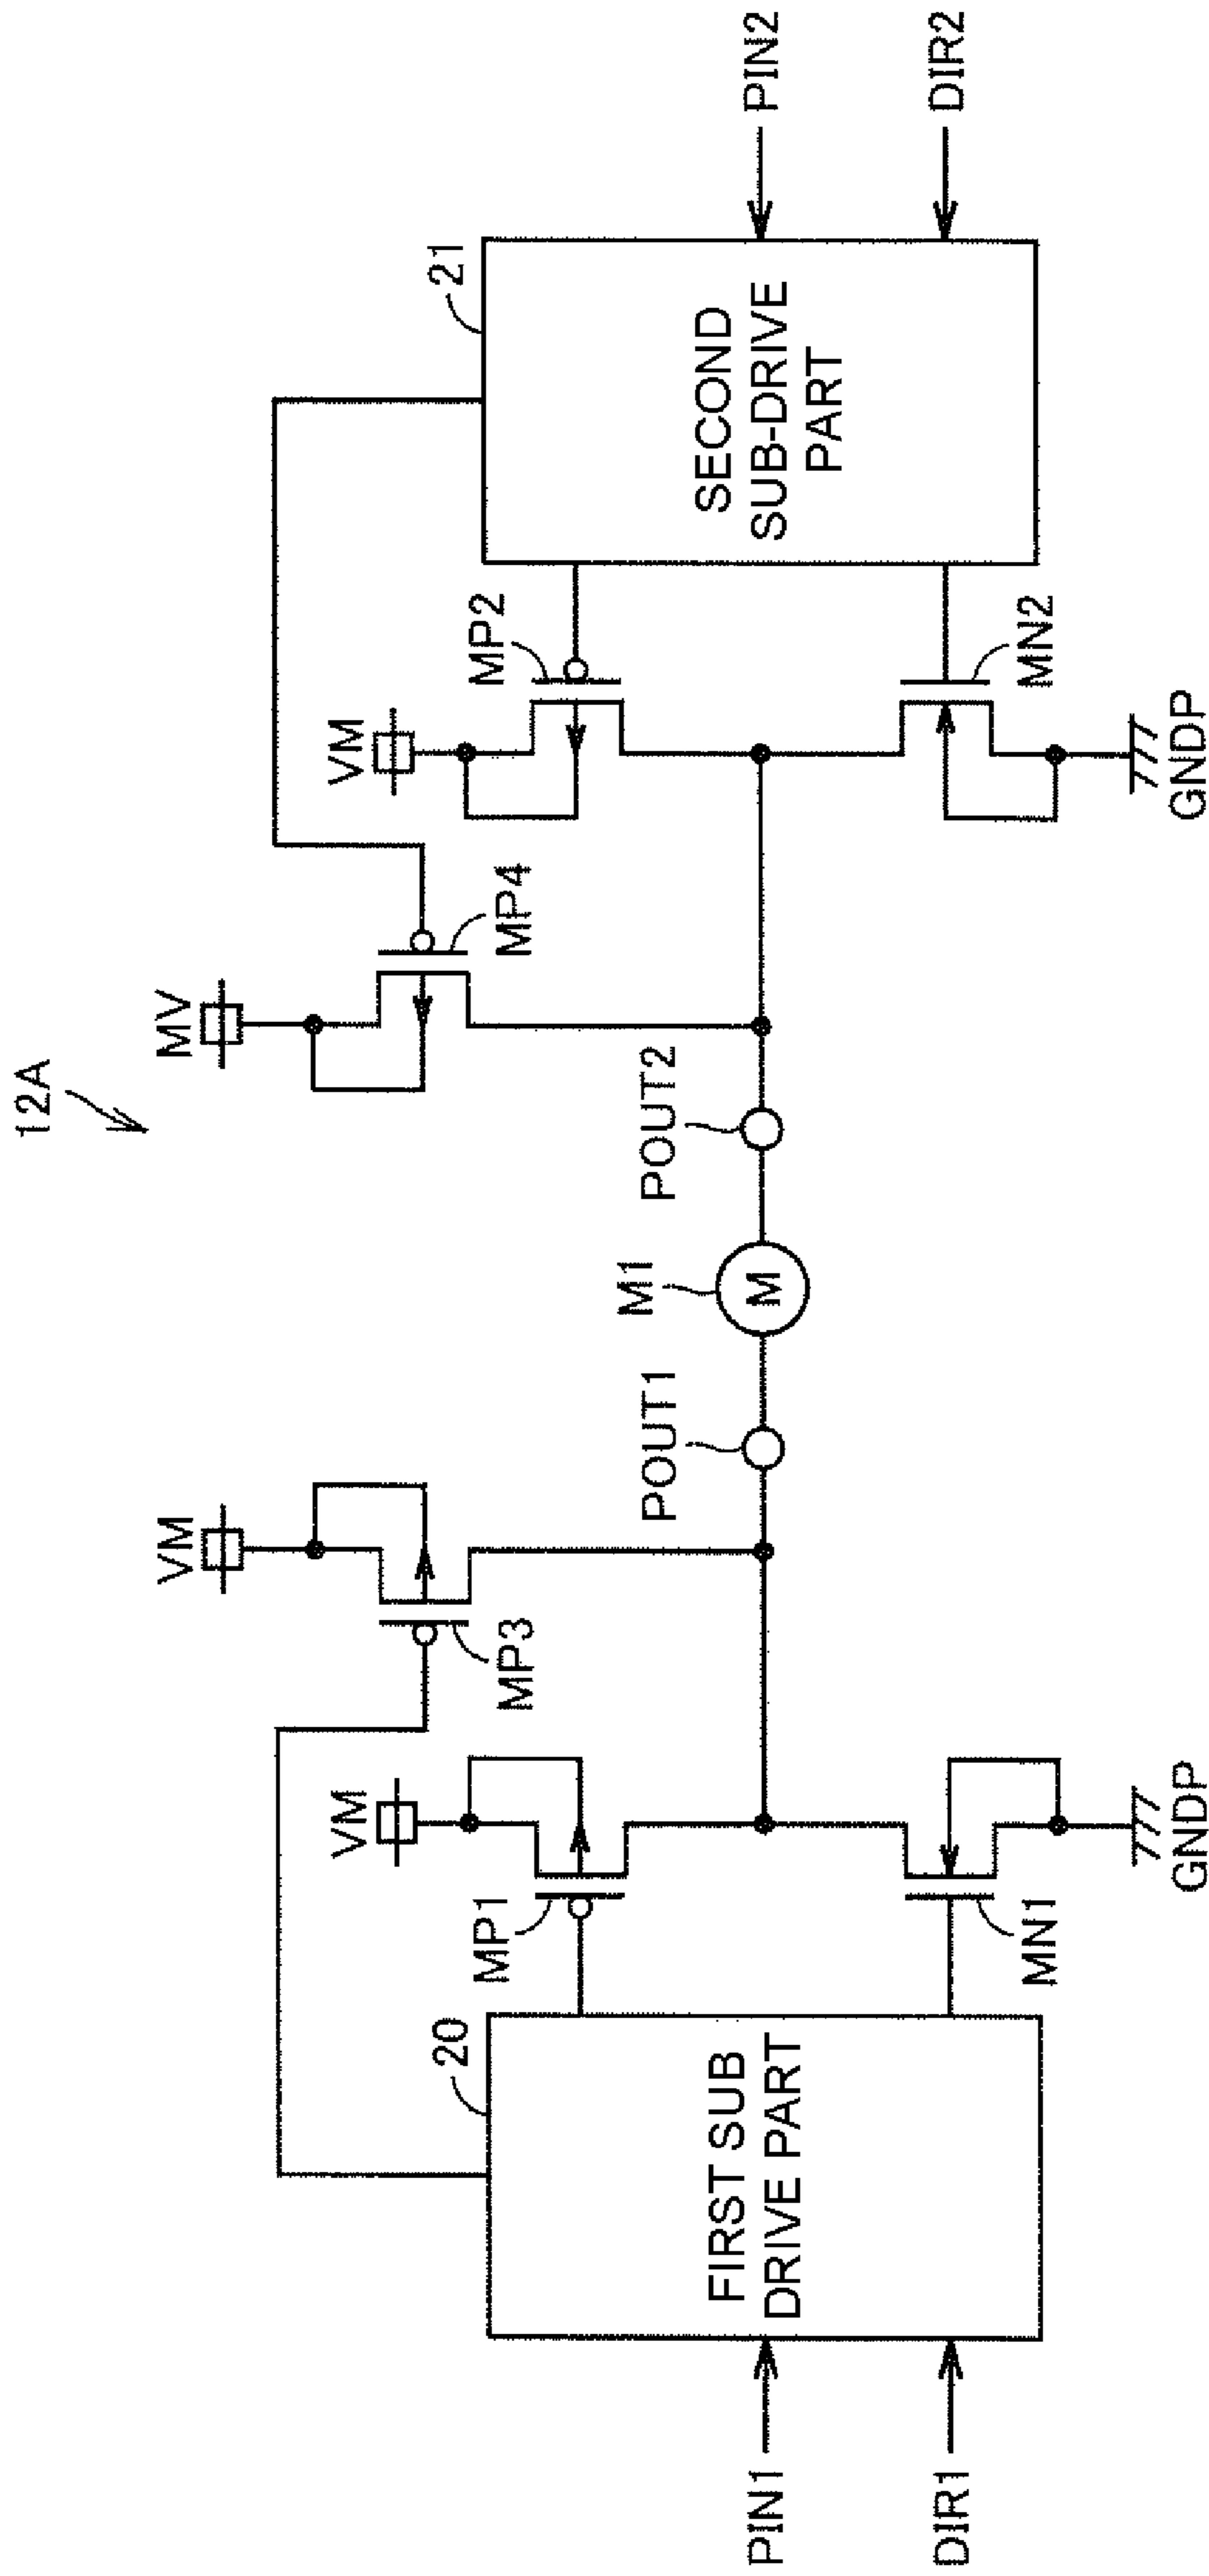 12A
VM
MV
VM
VM
MP3
MP4
MP1
MP2
20
21
FIRST SUB
DRIVE PART
SECOND
SUB-DRIVE
PART
POUT1
M1
M
POUT2
PIN1
PIN2
DIR1
DIR2
MN1
MN2
GNDP
GNDP